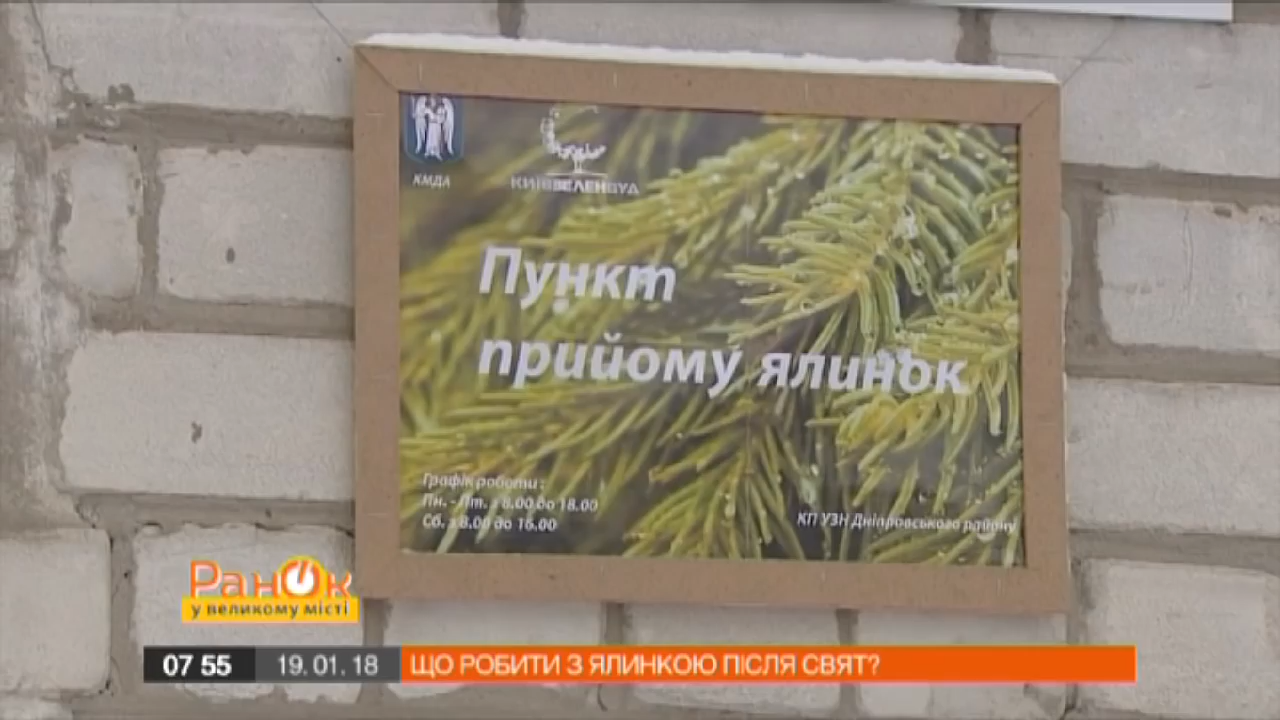 КМДА
КИЇВЗЕЛЕНБУД
Пункт
прийому ялинок
Графік роботи :
Пн. - Пт. з 8.00 до 18.00
Сб. з 8.00 до 16.00
КП УЗН Дніпровського району
Ранок
у великому місті
07 55
19. 01. 18
ЩО РОБИТИ З ЯЛИНКОЮ ПІСЛЯ СВЯТ?